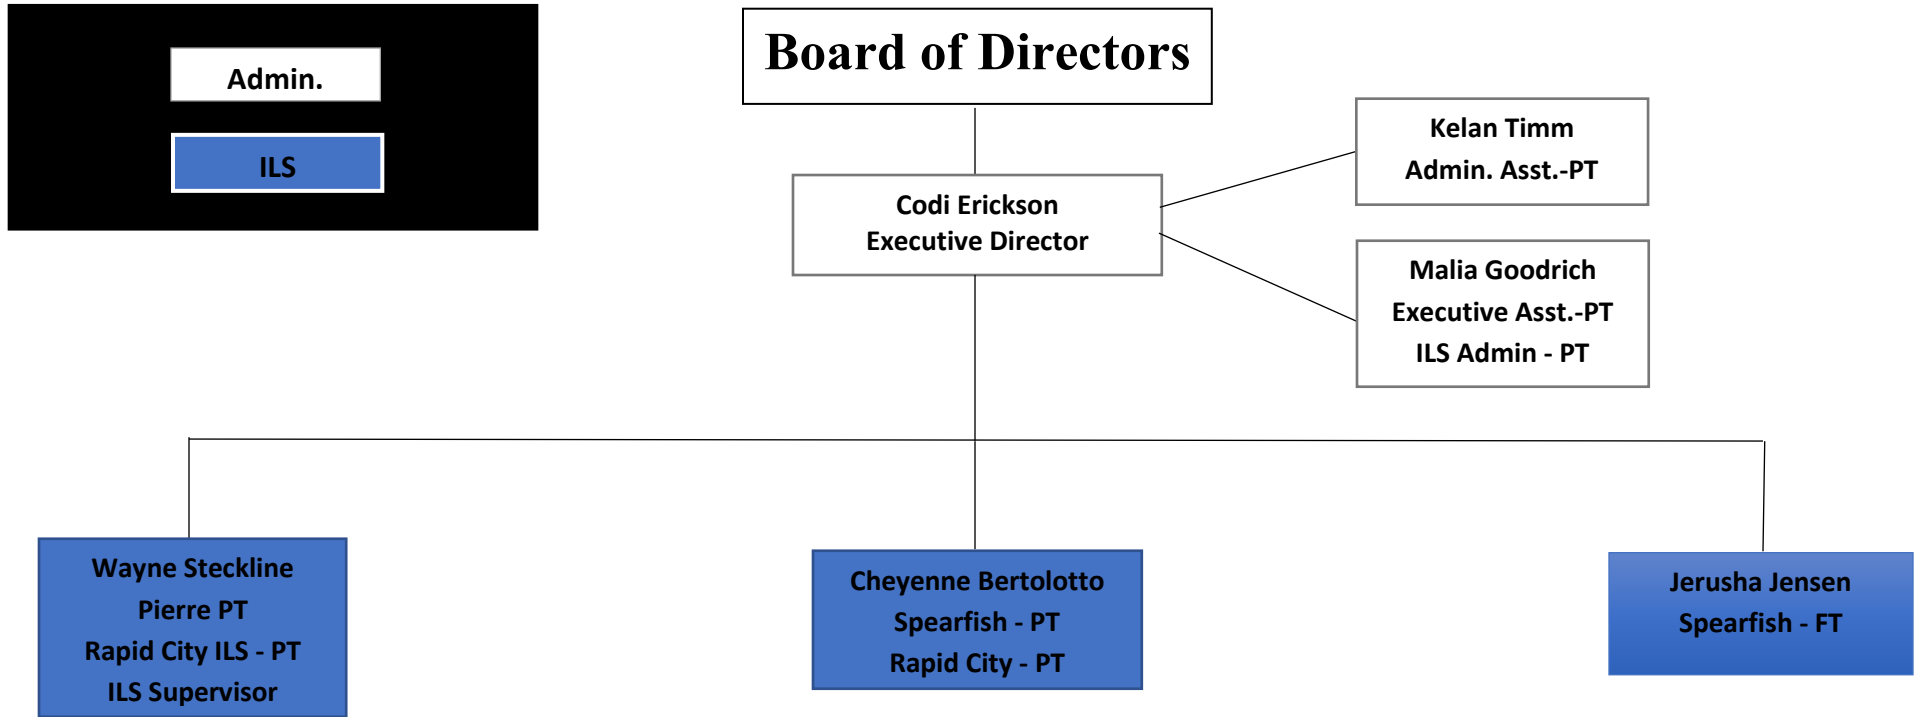 Admin.
ILS
Board of Directors
Codi Erickson
Executive Director
Kelan Timm
Admin. Asst.-PT
Malia Goodrich
Executive Asst.-PT
ILS Admin - PT
Wayne Steckline
Pierre PT
Rapid City ILS - PT
ILS Supervisor
Cheyenne Bertolotto
Spearfish - PT
Rapid City - PT
Jerusha Jensen
Spearfish - FT